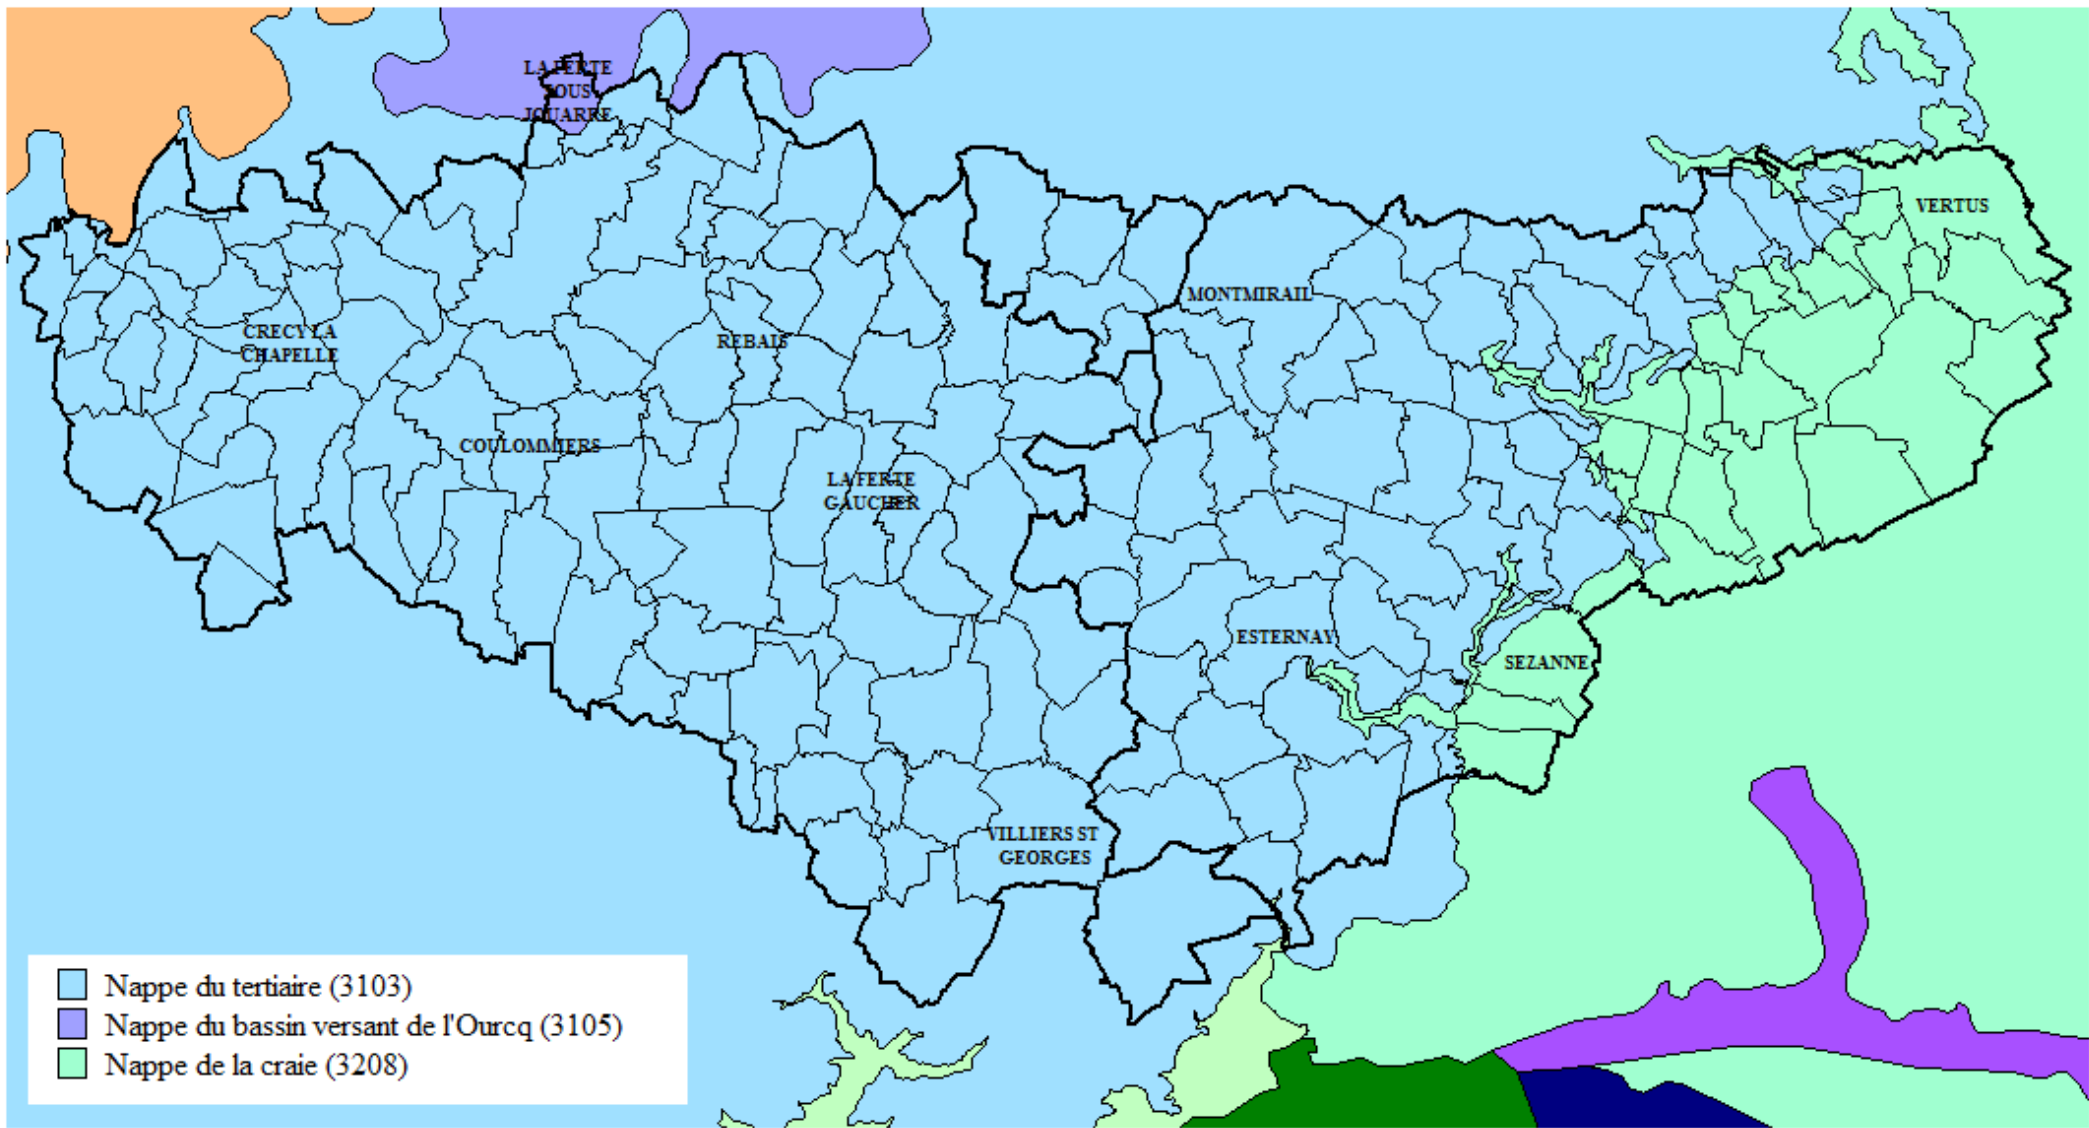 LA FERTE
SOUS
JOUARRE
VERTUS
MONTMIRAIL
CRECY LA
CHAPELLE
REBAIS
COULOMMIERS
LA FERTE
GAUCHER
ESTERNAY
SEZANNE
VILLIERS ST
GEORGES
Nappe du tertiaire (3103)
Nappe du bassin versant de l'Ourcq (3105)
Nappe de la craie (3208)